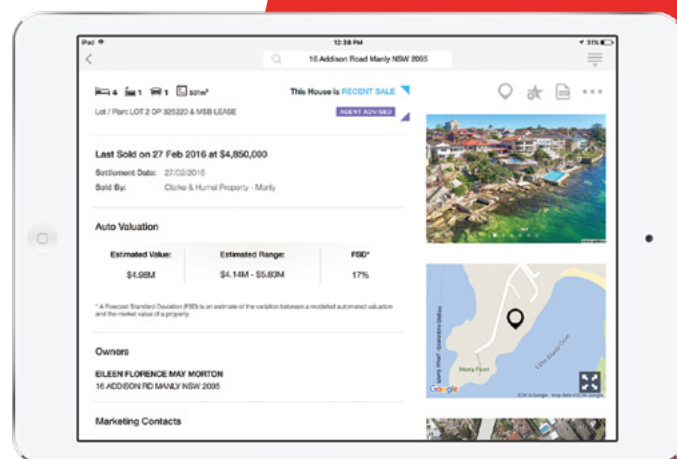 iPad
12:38 PM
31%
16 Addison Road Manly NSW 2095
4 1 1 501m²
This House is RECENT SALE
Lot / Plan: LOT 2 DP 325220 & MSB LEASE
AGENT ADVISED
Last Sold on 27 Feb 2016 at $4,850,000
Settlement Date: 27/02/2016
Sold By: Clarke & Humel Property - Manly
Auto Valuation
Estimated Value: Estimated Range: FSD*
$4.98M $4.14M - $5.83M 17%
* A Forecast Standard Deviation (FSD) is an estimate of the variation between a modelled automated valuation
and the market value of a property.
Owners
EILEEN FLORENCE MAY MORTON
16 ADDISON RD MANLY NSW 2095
Marketing Contacts
Manly Point
Little Manly Cove
Google